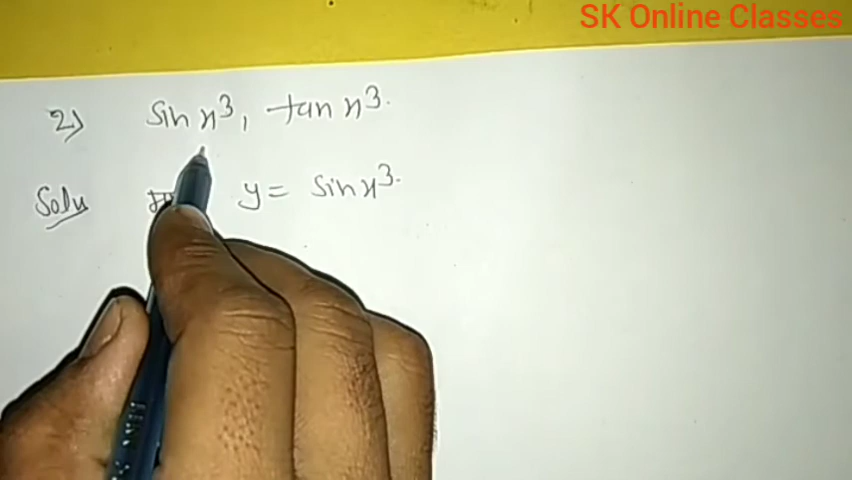 SK Online Classes
2) sin x³, tan x³.
Solu y = sin x³.